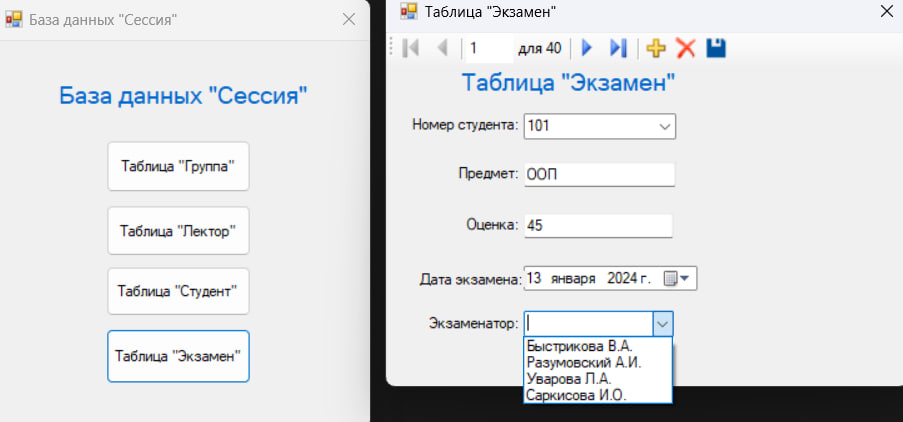 База данных "Сессия"
База данных "Сессия"
Таблица "Группа"
Таблица "Лектор"
Таблица "Студент"
Таблица "Экзамен"
Таблица "Экзамен"
1 для 40
Таблица "Экзамен"
Номер студента: 101
Предмет: ООП
Оценка: 45
Дата экзамена: 13 января 2024 г.
Экзаменатор:
Быстрикова В.А.
Разумовский А.И.
Уварова Л.А.
Саркисова И.О.